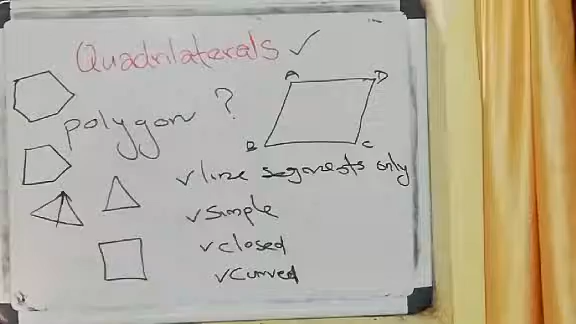 Quadrilaterals ✓
polygon ?
A D
B C
✓ line segments only
✓ simple
✓ closed
✓ curved